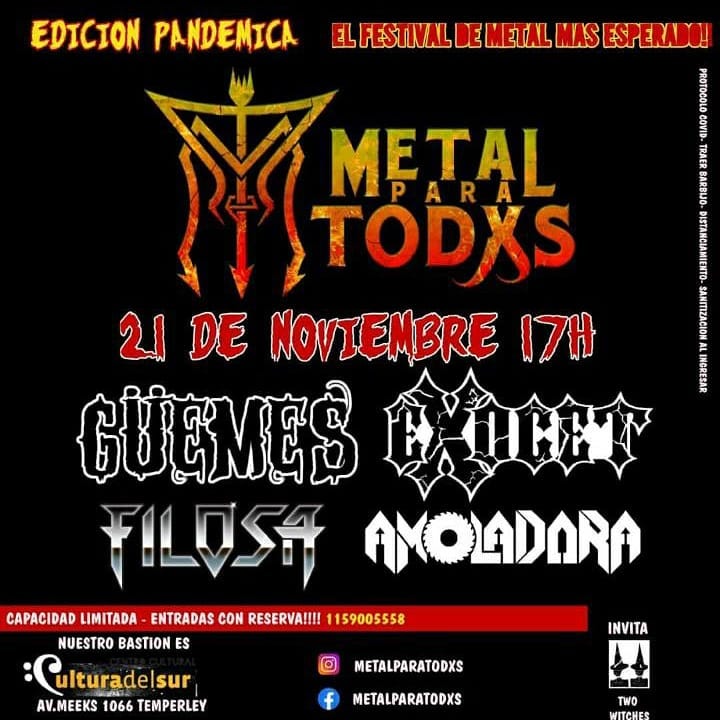 EDICION PANDEMICA
EL FESTIVAL DE METAL MAS ESPERADO!
METAL
PARA
TODXS
21 DE NOVIEMBRE 17H
GÜEMES
EXOCET
FILOSA
AMOLADORA
PROTOCOLO COVID- TRAER BARBIJO- DISTANCIAMIENTO- SANITIZACION AL INGRESAR
CAPACIDAD LIMITADA - ENTRADAS CON RESERVA!!!! 1159005558
NUESTRO BASTION ES
CENTRO CULTURAL
:Culturadelsur
AV.MEEKS 1066 TEMPERLEY
METALPARATODXS
METALPARATODXS
INVITA
TWO
WITCHES